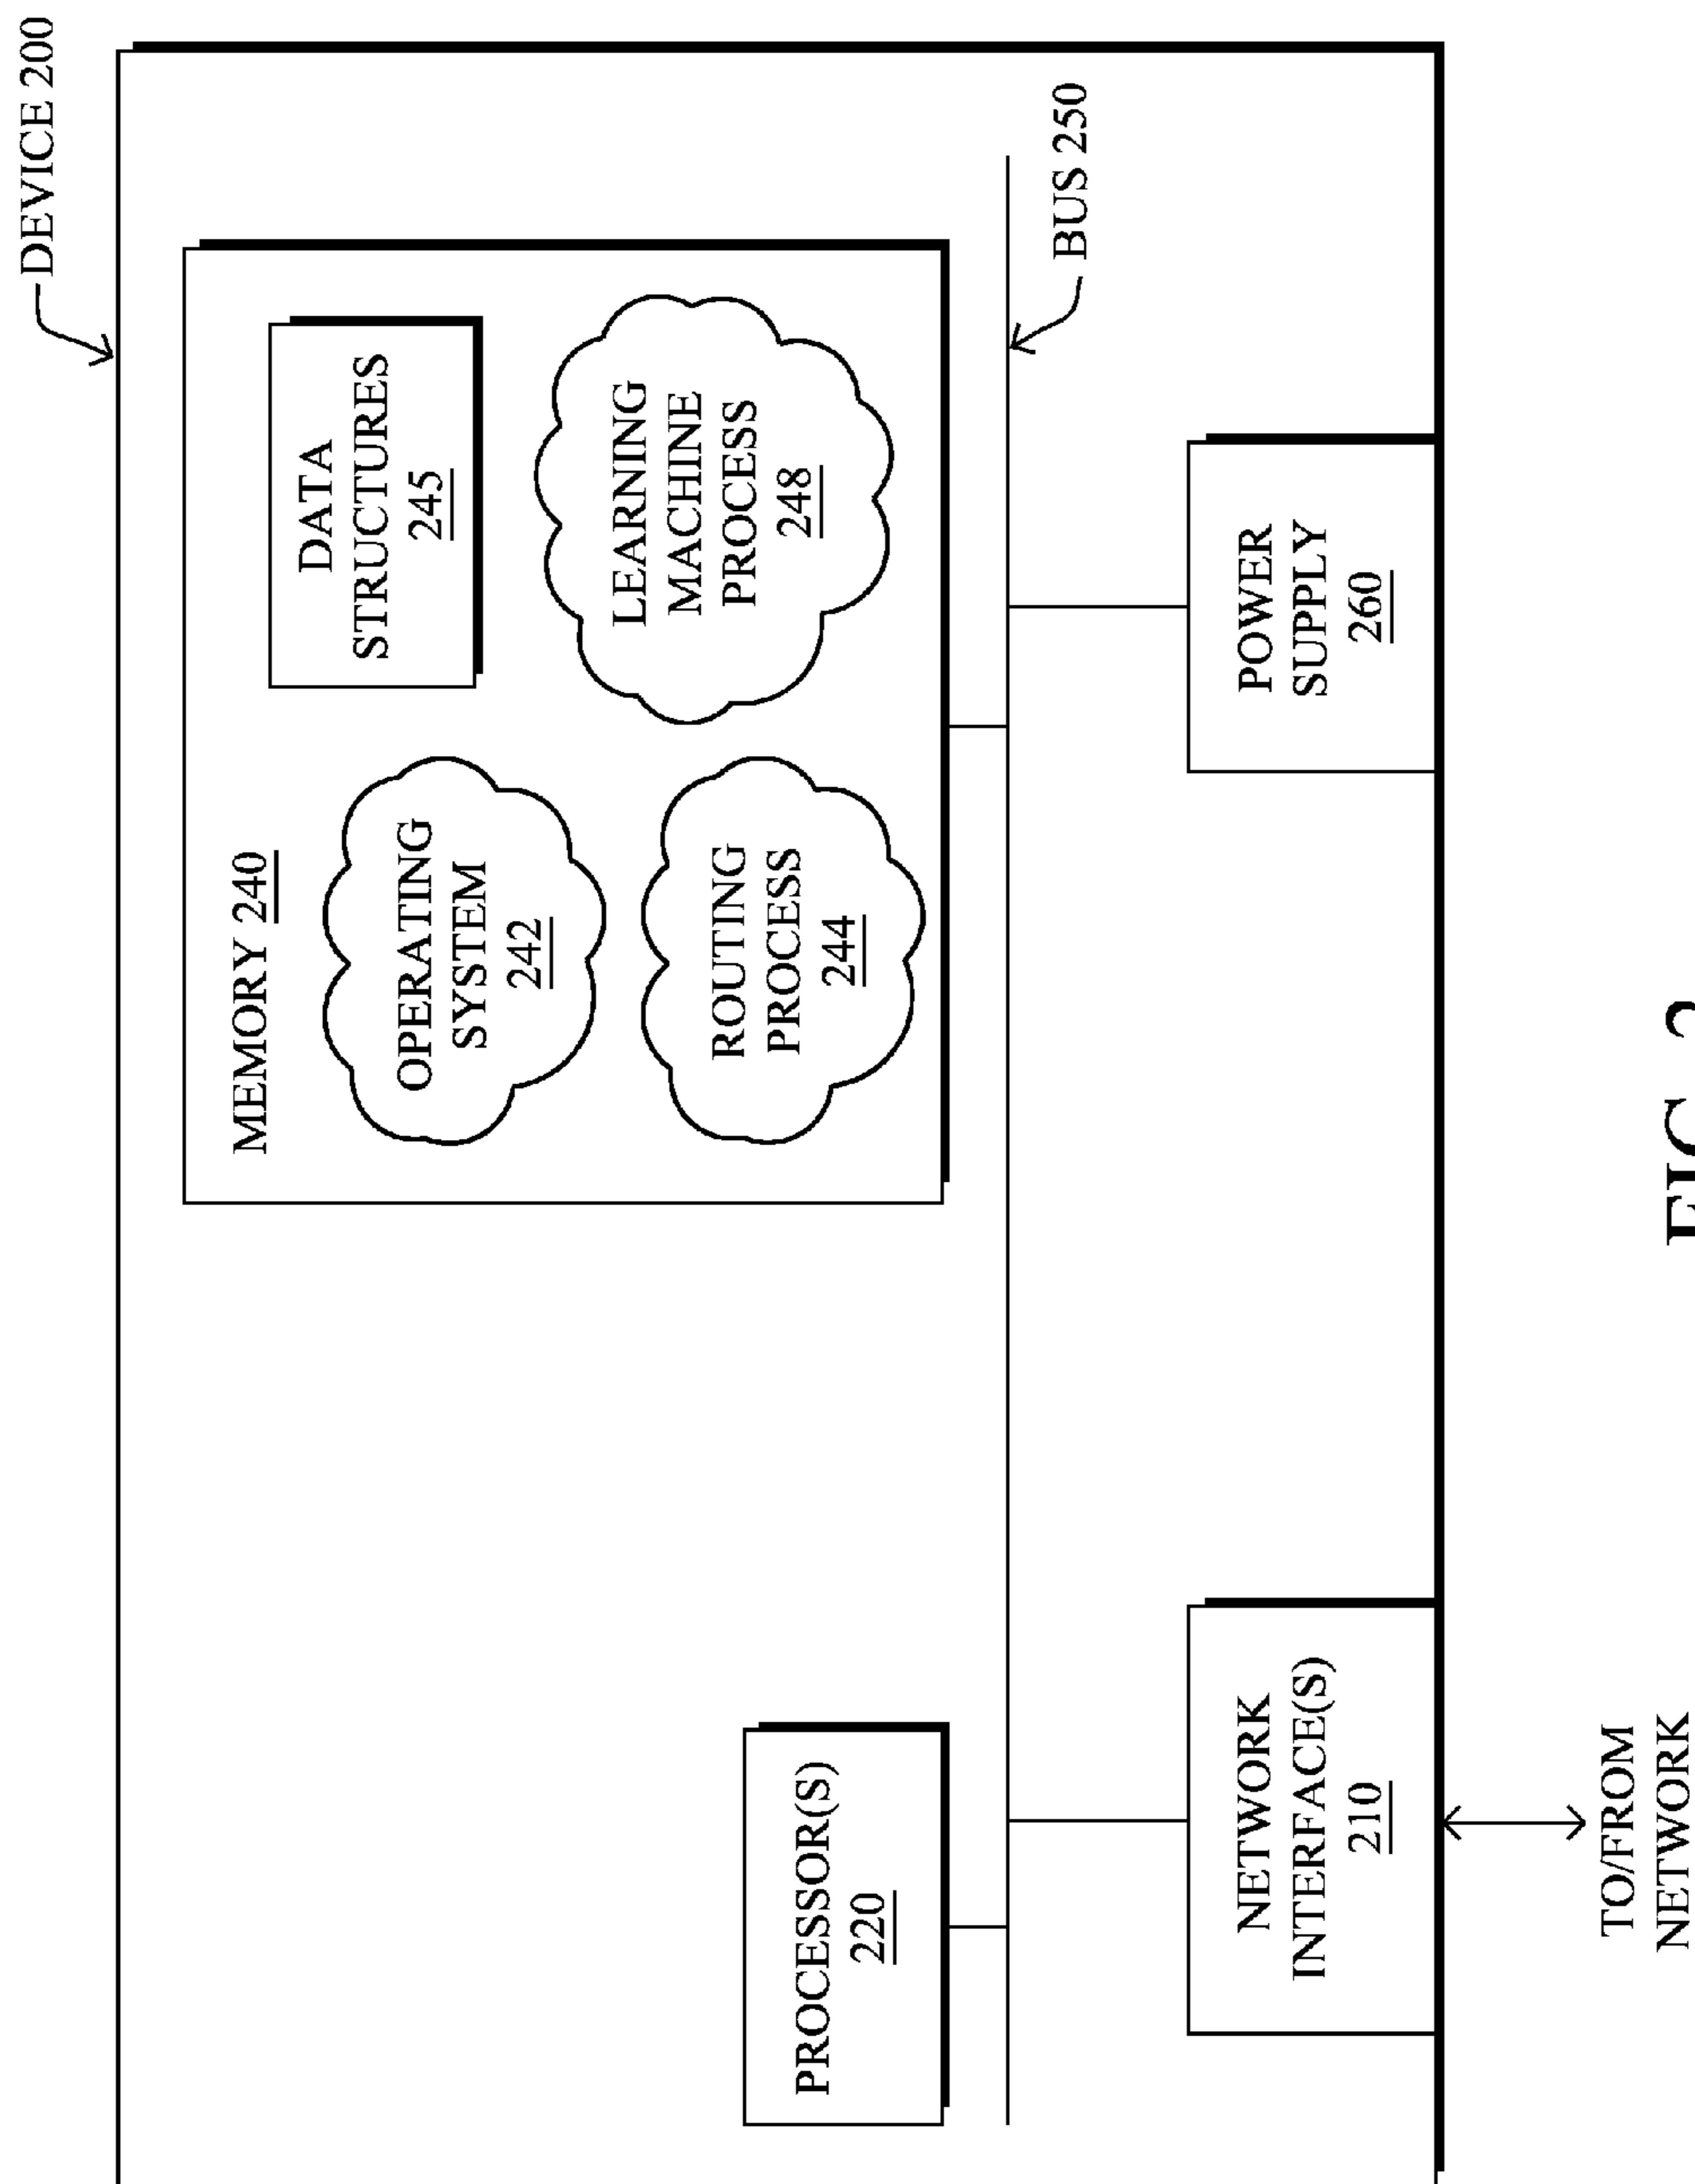 DEVICE 200
MEMORY 240
OPERATING
SYSTEM
242
DATA
STRUCTURES
245
ROUTING
PROCESS
244
LEARNING
MACHINE
PROCESS
248
PROCESSOR(S)
220
BUS 250
NETWORK
INTERFACE(S)
210
POWER
SUPPLY
260
TO/FROM
NETWORK
FIG